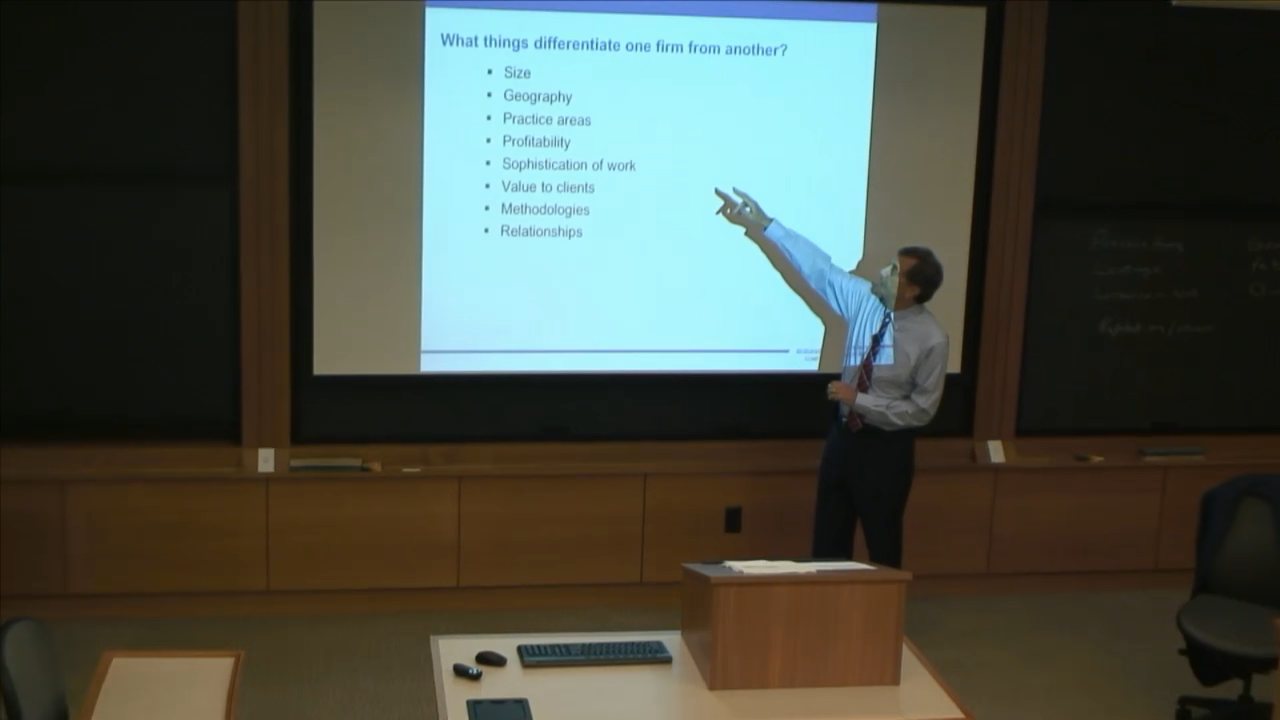 What things differentiate one firm from another?
▪ Size
▪ Geography
▪ Practice areas
▪ Profitability
▪ Sophistication of work
▪ Value to clients
▪ Methodologies
▪ Relationships